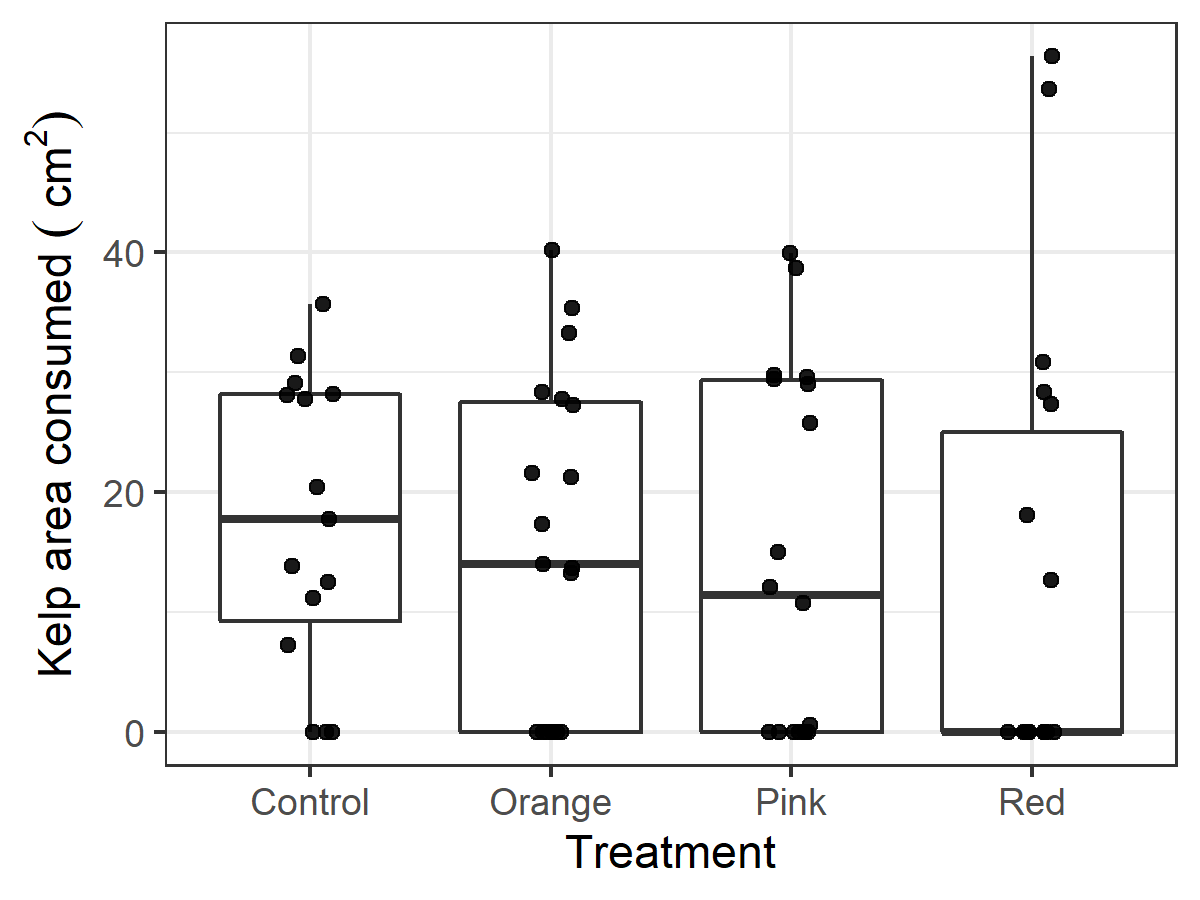 Kelp area consumed ( cm²)
40
20
0
Control Orange Pink Red
Treatment